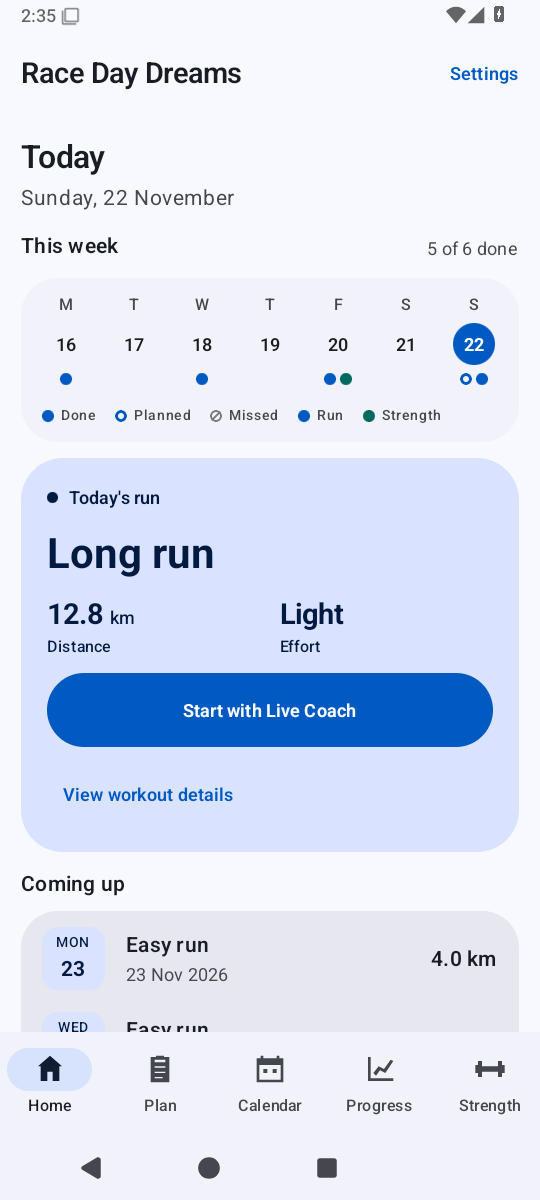 2:35
Race Day Dreams
Settings
Today
Sunday, 22 November
This week
5 of 6 done
M T W T F S S
16 17 18 19 20 21 22
Done Planned Missed Run Strength
Today's run
Long run
12.8 km
Distance
Light
Effort
Start with Live Coach
View workout details
Coming up
MON
23
Easy run
23 Nov 2026
4.0 km
WED
Easy run
Home Plan Calendar Progress Strength